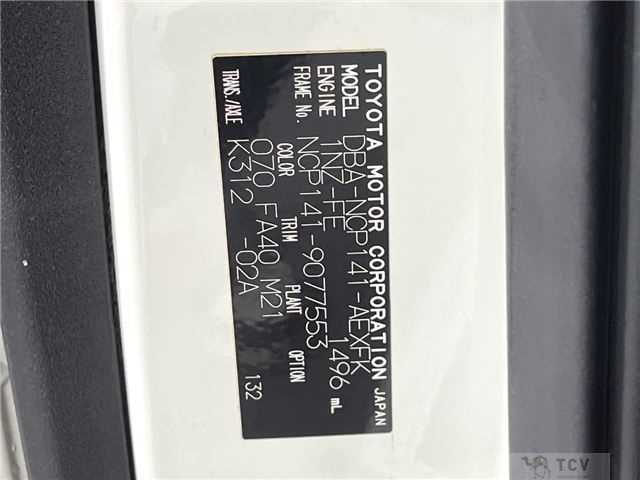 TOYOTA MOTOR CORPORATION JAPAN
MODEL DBA-NCP141-AEXFK
ENGINE 1NZ-FE 1496 mL
FRAME No. NCP141-9077553
COLOR TRIM PLANT OPTION
070 FA40 M21
TRANS./AXLE K312 -02A 132
TCV